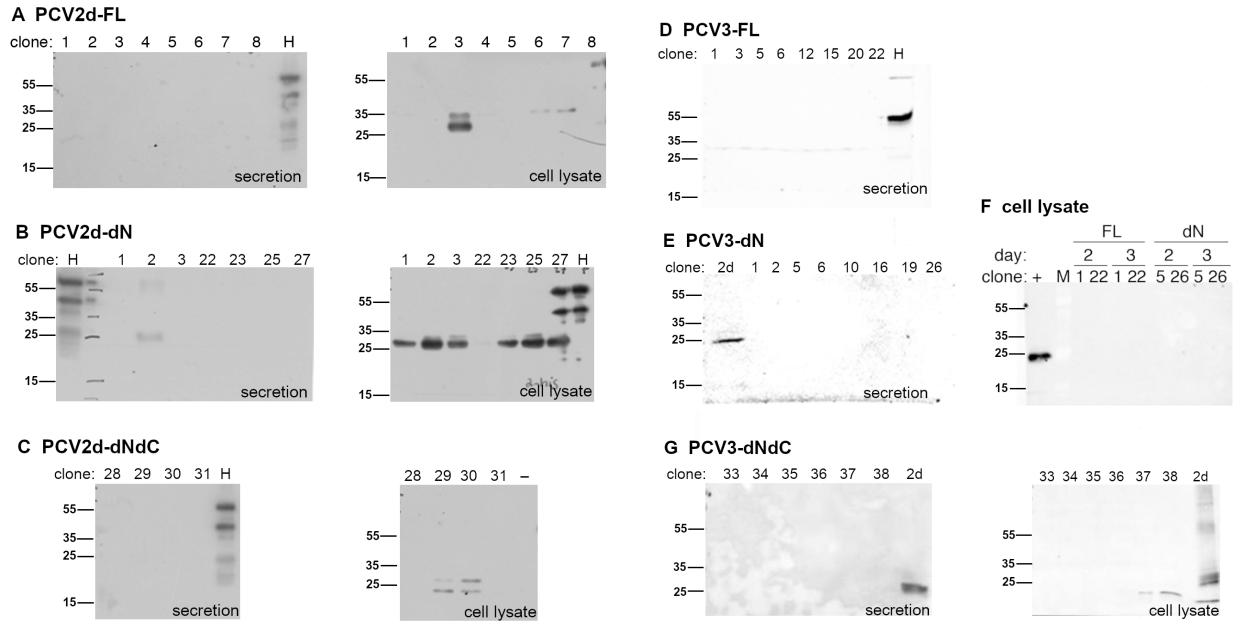 A PCV2d-FL
clone: 1 2 3 4 5 6 7 8 H
55
35
25
15
secretion
1 2 3 4 5 6 7 8
55
35
25
15
cell lysate
B PCV2d-dN
clone: H 1 2 3 22 23 25 27
55
35
25
15
secretion
1 2 3 22 23 25 27 H
55
35
25
15
cell lysate
C PCV2d-dNdC
clone: 28 29 30 31 H
55
35
25
15
secretion
28 29 30 31 –
55
35
25
cell lysate
D PCV3-FL
clone: 1 3 5 6 12 15 20 22 H
55
35
25
15
secretion
E PCV3-dN
clone: 2d 1 2 5 6 10 16 19 26
55
35
25
15
secretion
F cell lysate
FL dN
day: 2 3 2 3
clone: + M 1 22 1 22 5 26 5 26
55
35
25
15
G PCV3-dNdC
clone: 33 34 35 36 37 38 2d
55
35
25
secretion
33 34 35 36 37 38 2d
55
35
25
cell lysate